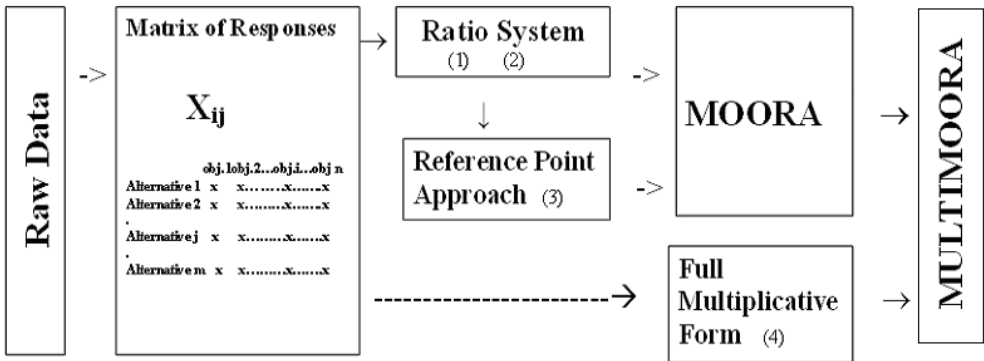 Raw Data
->
Matrix of Responses
Xij
obj. 1obj. 2...obj.i...obj n
Alternative 1 x x........x.......x
Alternative 2 x x.........x.......x
.
Alternative j x x.........x.......x
.
Alternative m x x.........x.......x
→
Ratio System
(1) (2)
↓
Reference Point
Approach (3)
->
->
MOORA
-------------------→
Full
Multiplicative
Form (4)
→
→
MULTIMOORA